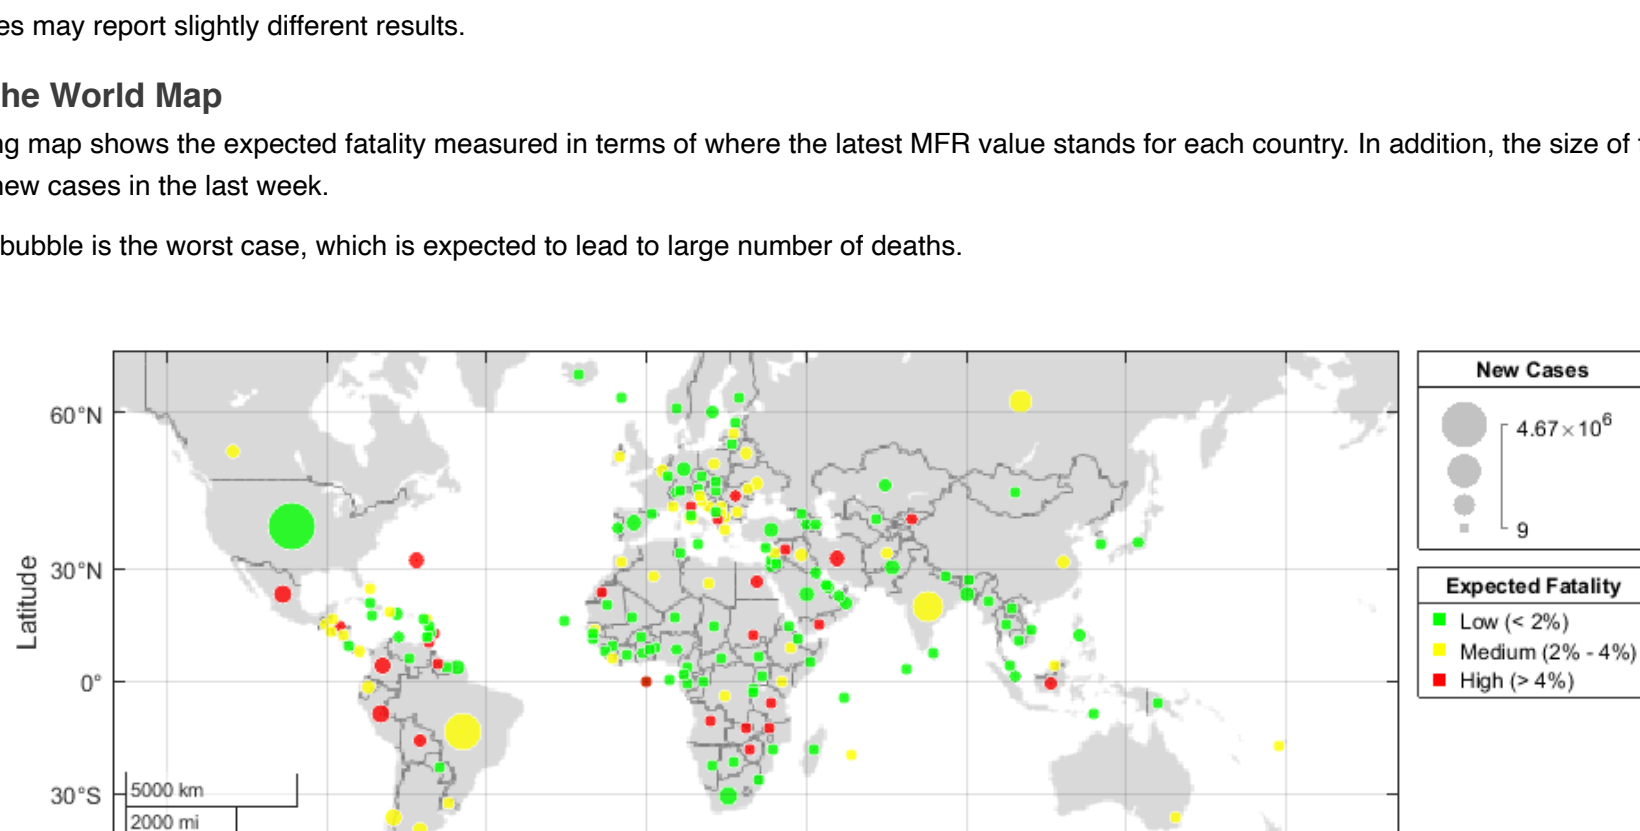 es may report slightly different results.
he World Map
ng map shows the expected fatality measured in terms of where the latest MFR value stands for each country. In addition, the size of
new cases in the last week.
bubble is the worst case, which is expected to lead to large number of deaths.
New Cases
4.67×10⁶
9
Expected Fatality
Low (< 2%)
Medium (2% - 4%)
High (> 4%)
Latitude
60°N
30°N
0°
30°S
5000 km
2000 mi